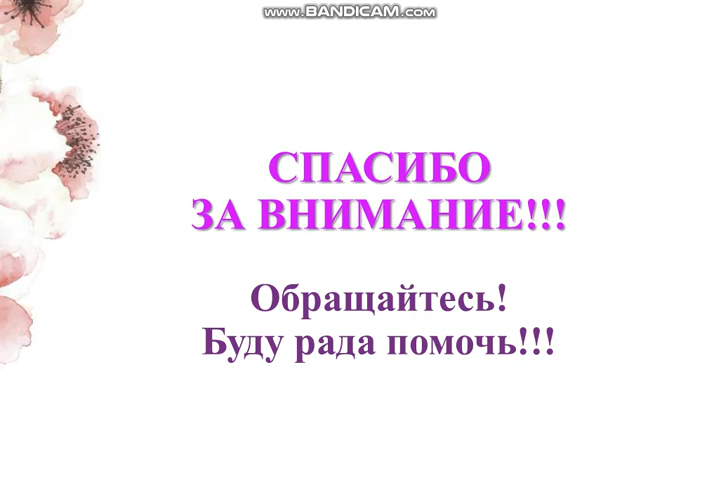 www.BANDICAM.com
СПАСИБО
ЗА ВНИМАНИЕ!!!
Обращайтесь!
Буду рада помочь!!!